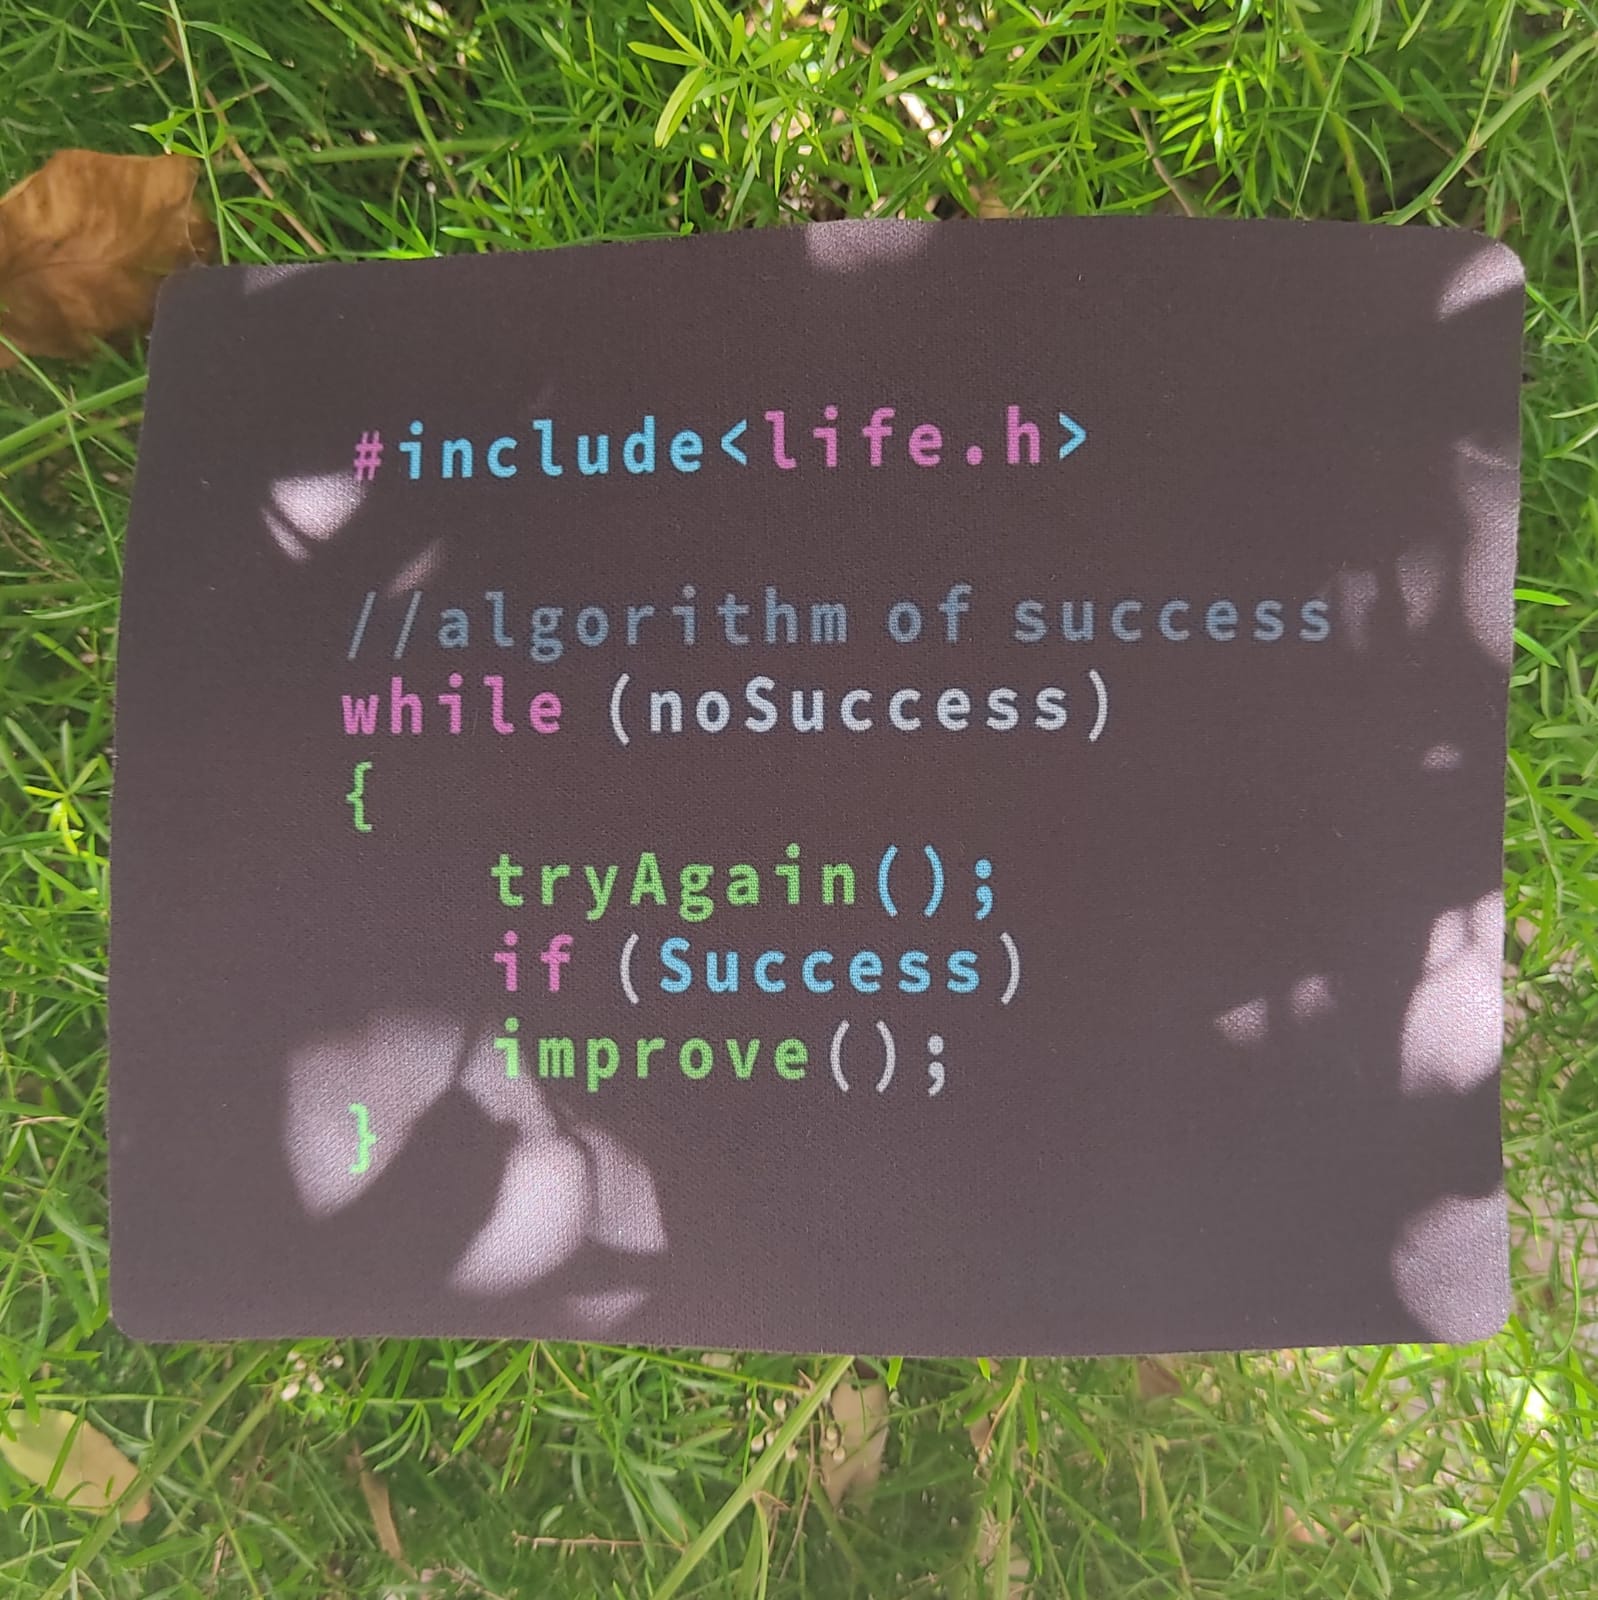 #include<life.h>
//algorithm of success
while (noSuccess)
{
tryAgain();
if (Success)
improve();
}